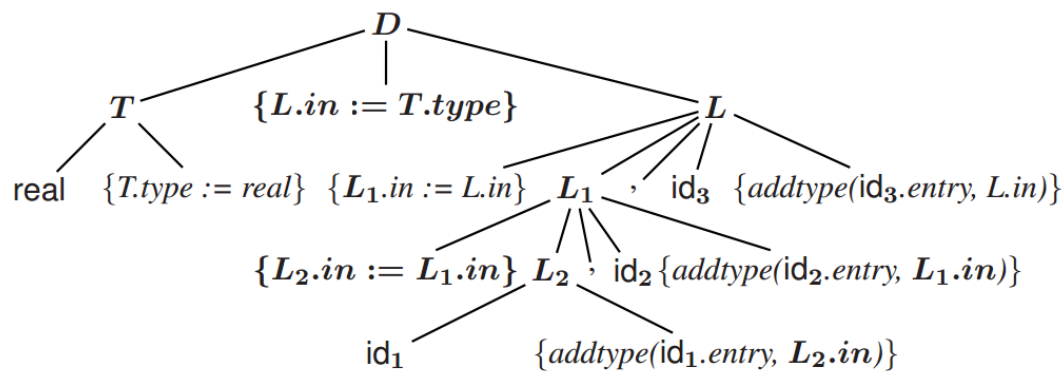 D
T {L.in := T.type} L
real {T.type := real} {L₁.in := L.in} L₁ , id₃ {addtype(id₃.entry, L.in)}
{L₂.in := L₁.in} L₂ , id₂ {addtype(id₂.entry, L₁.in)}
id₁ {addtype(id₁.entry, L₂.in)}